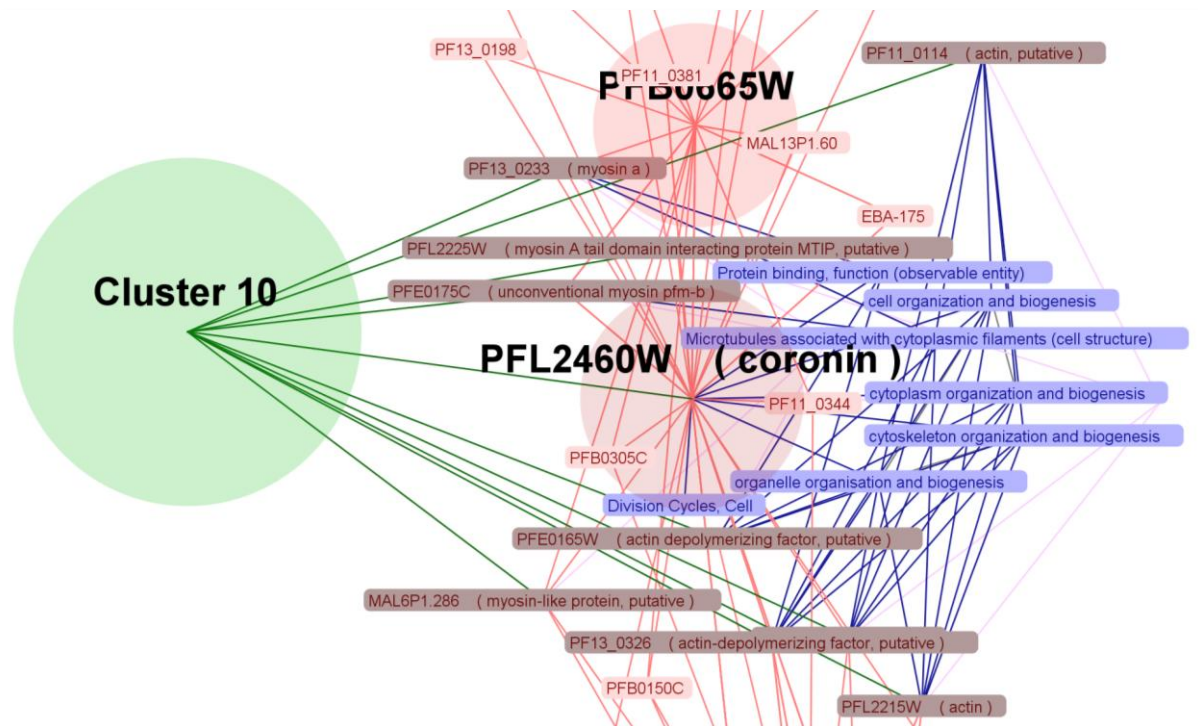 PF13_0198
PF11_0114 ( actin, putative )
PF11_0381
PFB0665W
MAL13P1.60
PF13_0233 ( myosin a )
EBA-175
PFL2225W ( myosin A tail domain interacting protein MTIP, putative )
Protein binding, function (observable entity)
Cluster 10
PFE0175C ( unconventional myosin pfm-b )
cell organization and biogenesis
Microtubules associated with cytoplasmic filaments (cell structure)
PFL2460W ( coronin )
cytoplasm organization and biogenesis
PF11_0344
cytoskeleton organization and biogenesis
PFB0305C
organelle organisation and biogenesis
Division Cycles, Cell
PFE0165W ( actin depolymerizing factor, putative )
MAL6P1.286 ( myosin-like protein, putative )
PF13_0326 ( actin-depolymerizing factor, putative )
PFB0150C
PFL2215W ( actin )